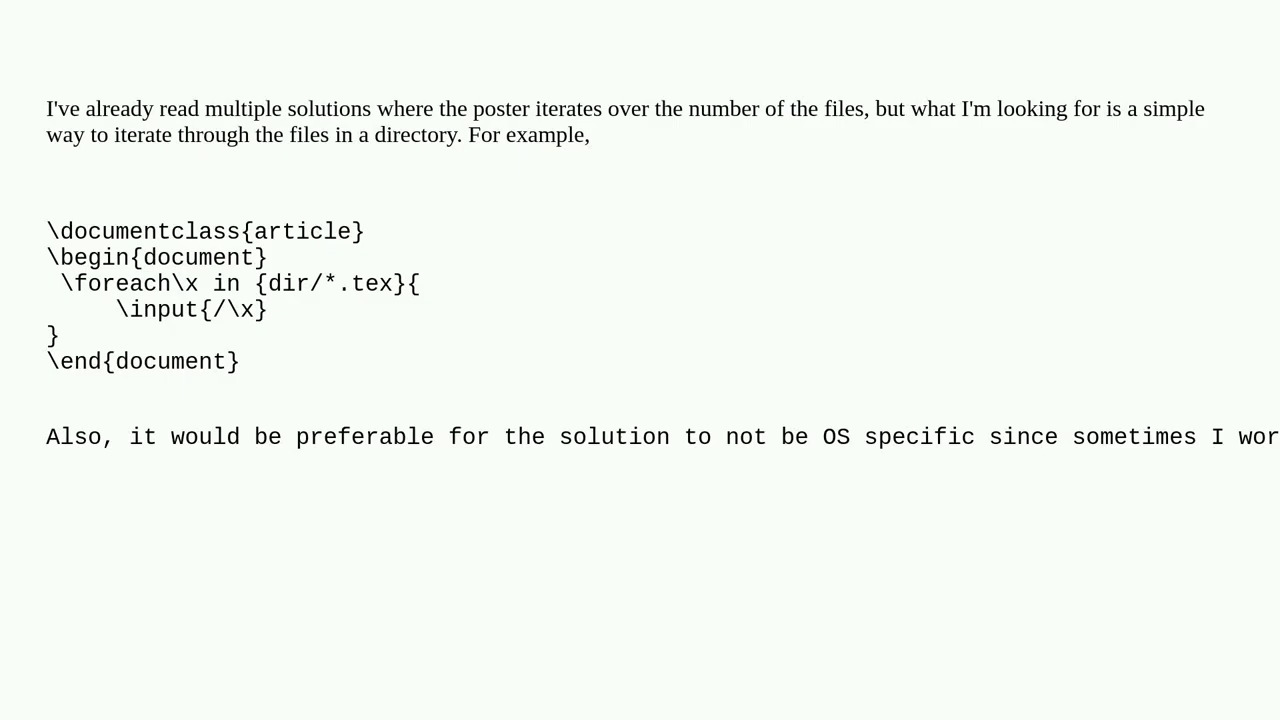 I've already read multiple solutions where the poster iterates over the number of the files, but what I'm looking for is a simple
way to iterate through the files in a directory. For example,
\documentclass{article}
\begin{document}
 \foreach\x in {dir/*.tex}{
     \input{/\x}
}
\end{document}
Also, it would be preferable for the solution to not be OS specific since sometimes I